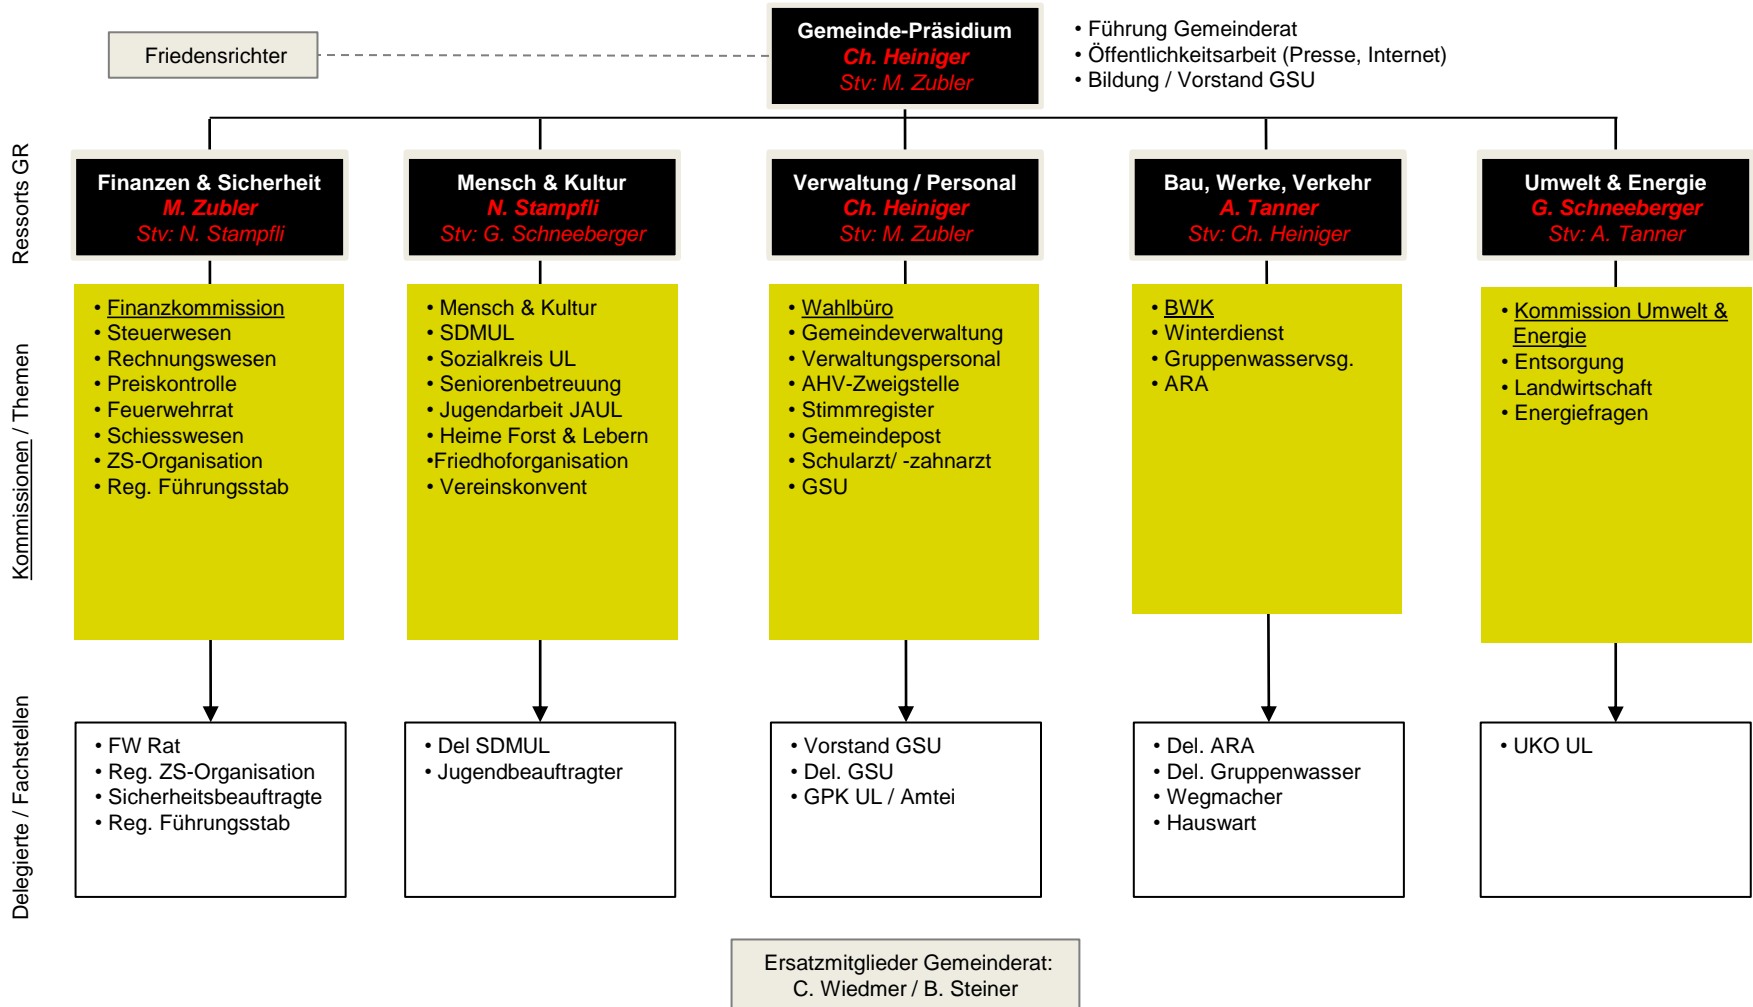 Friedensrichter
Gemeinde-Präsidium
Ch. Heiniger
Stv: M. Zubler
• Führung Gemeinderat
• Öffentlichkeitsarbeit (Presse, Internet)
• Bildung / Vorstand GSU
Ressorts GR
Finanzen & Sicherheit
M. Zubler
Stv: N. Stampfli
Mensch & Kultur
N. Stampfli
Stv: G. Schneeberger
Verwaltung / Personal
Ch. Heiniger
Stv: M. Zubler
Bau, Werke, Verkehr
A. Tanner
Stv: Ch. Heiniger
Umwelt & Energie
G. Schneeberger
Stv: A. Tanner
Kommissionen / Themen
• Finanzkommission
• Steuerwesen
• Rechnungswesen
• Preiskontrolle
• Feuerwehrrat
• Schiesswesen
• ZS-Organisation
• Reg. Führungsstab
• Mensch & Kultur
• SDMUL
• Sozialkreis UL
• Seniorenbetreuung
• Jugendarbeit JAUL
• Heime Forst & Lebern
•Friedhoforganisation
• Vereinskonvent
• Wahlbüro
• Gemeindeverwaltung
• Verwaltungspersonal
• AHV-Zweigstelle
• Stimmregister
• Gemeindepost
• Schularzt/ -zahnarzt
• GSU
• BWK
• Winterdienst
• Gruppenwasservsg.
• ARA
• Kommission Umwelt &
Energie
• Entsorgung
• Landwirtschaft
• Energiefragen
Delegierte / Fachstellen
• FW Rat
• Reg. ZS-Organisation
• Sicherheitsbeauftragte
• Reg. Führungsstab
• Del SDMUL
• Jugendbeauftragter
• Vorstand GSU
• Del. GSU
• GPK UL / Amtei
• Del. ARA
• Del. Gruppenwasser
• Wegmacher
• Hauswart
• UKO UL
Ersatzmitglieder Gemeinderat:
C. Wiedmer / B. Steiner